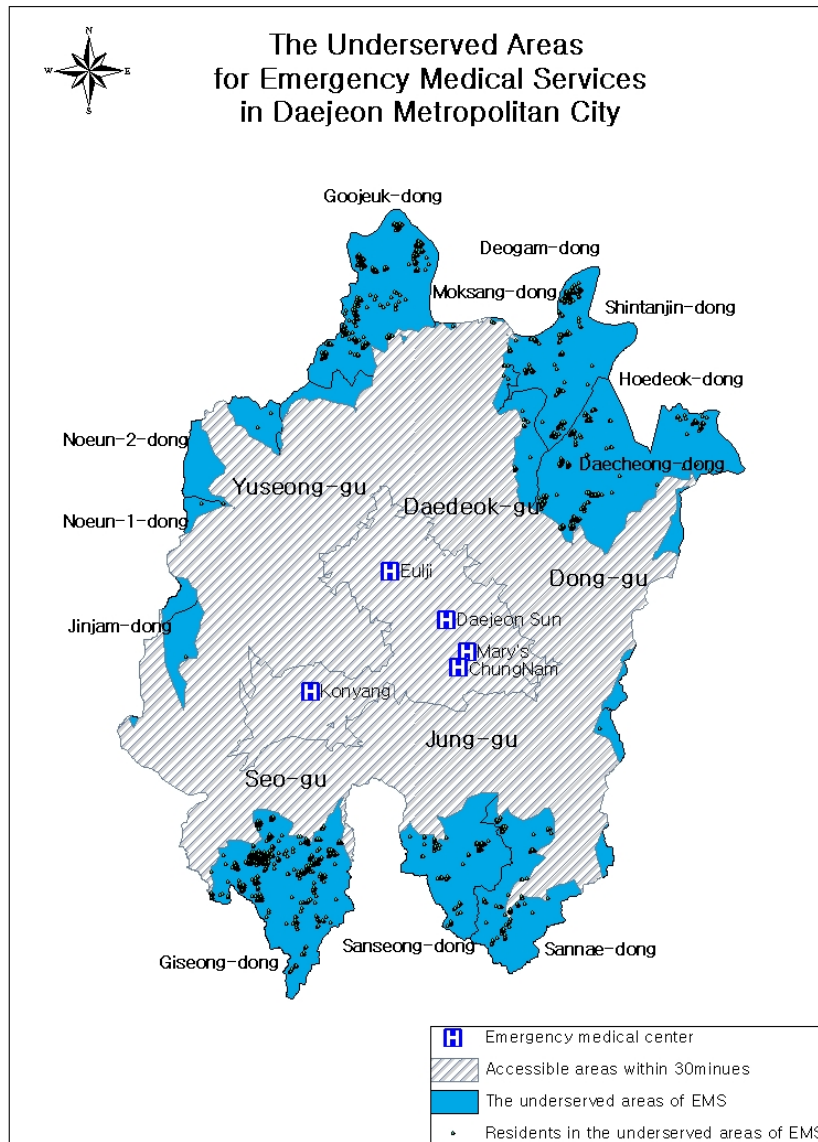 The Underserved Areas
for Emergency Medical Services
in Daejeon Metropolitan City
N
W
E
S
Goojeuk-dong
Deogam-dong
Moksang-dong
Shintanjin-dong
Hoedeok-dong
Noeun-2-dong
Daecheong-dong
Yuseong-gu
Daedeok-gu
Noeun-1-dong
H Eulji
Dong-gu
H Daejeon Sun
Jinjam-dong
H Mary's
H ChungNam
H Konyang
Jung-gu
Seo-gu
Sanseong-dong
Sannae-dong
Giseong-dong
H Emergency medical center
Accessible areas within 30minues
The underserved areas of EMS
Residents in the underserved areas of EMS